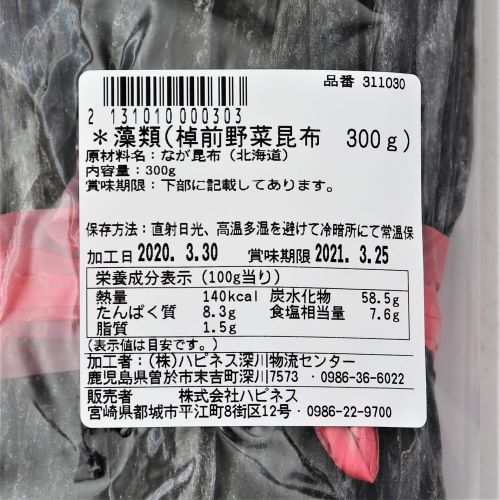 品番 311030
2 131010 000303
＊藻類(棹前野菜昆布　300ｇ)
原材料名：なが昆布（北海道）
内容量：300g
賞味期限：下部に記載してあります。
保存方法：直射日光、高温多湿を避けて冷暗所にて常温保
加工日 2020. 3.30　賞味期限 2021. 3.25
栄養成分表示（100g当り）
熱量　140kcal　炭水化物　58.5g
たんぱく質　8.3g　食塩相当量　7.6g
脂質　1.5g
(表示値は目安です。)
加工者：(株)ハピネス深川物流センター
鹿児島県曽於市末吉町深川7573 ・0986-36-6022
販売者　株式会社ハピネス
宮崎県都城市平江町8街区12号・0986-22-9700